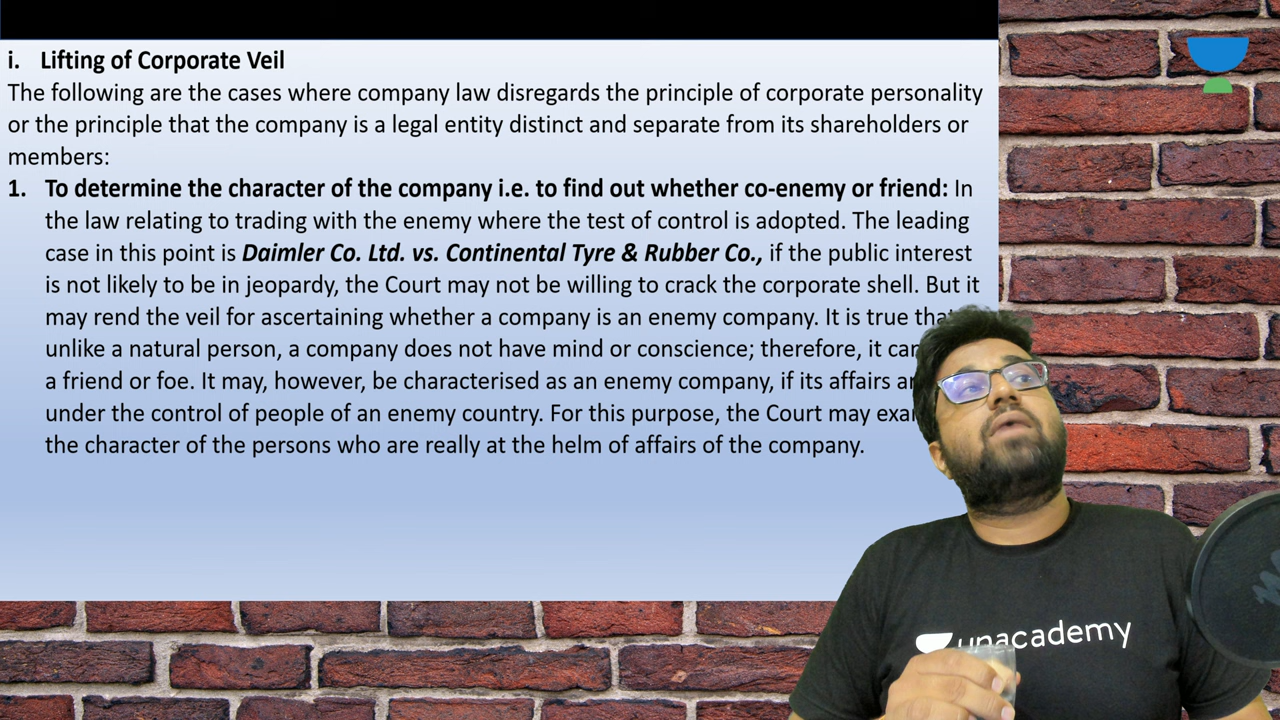 i. Lifting of Corporate Veil
The following are the cases where company law disregards the principle of corporate personality
or the principle that the company is a legal entity distinct and separate from its shareholders or
members:
1. To determine the character of the company i.e. to find out whether co-enemy or friend: In
the law relating to trading with the enemy where the test of control is adopted. The leading
case in this point is Daimler Co. Ltd. vs. Continental Tyre & Rubber Co., if the public interest
is not likely to be in jeopardy, the Court may not be willing to crack the corporate shell. But it
may rend the veil for ascertaining whether a company is an enemy company. It is true
unlike a natural person, a company does not have mind or conscience; therefore, it
a friend or foe. It may, however, be characterised as an enemy company, if its affairs
under the control of people of an enemy country. For this purpose, the Court may
the character of the persons who are really at the helm of affairs of the company.
unacademy